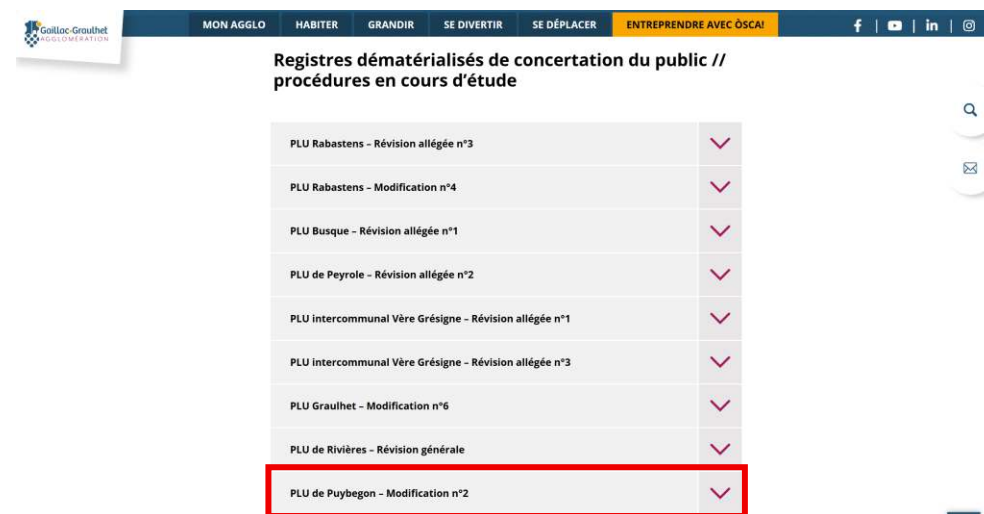 Gaillac-Graulhet
AGGLOMÉRATION
MON AGGLO HABITER GRANDIR SE DIVERTIR SE DÉPLACER ENTREPRENDRE AVEC ÒSCA!
Registres dématérialisés de concertation du public //
procédures en cours d'étude
PLU Rabastens – Révision allégée n°3
PLU Rabastens – Modification n°4
PLU Busque – Révision allégée n°1
PLU de Peyrole – Révision allégée n°2
PLU intercommunal Vère Grésigne – Révision allégée n°1
PLU intercommunal Vère Grésigne – Révision allégée n°3
PLU Graulhet – Modification n°6
PLU de Rivières – Révision générale
PLU de Puybegon – Modification n°2